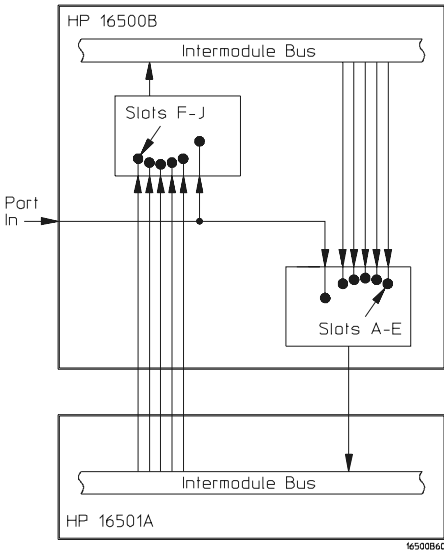 HP 16500B
Intermodule Bus
Slots F-J
Port
In
Slots A-E
Intermodule Bus
HP 16501A
16500B60